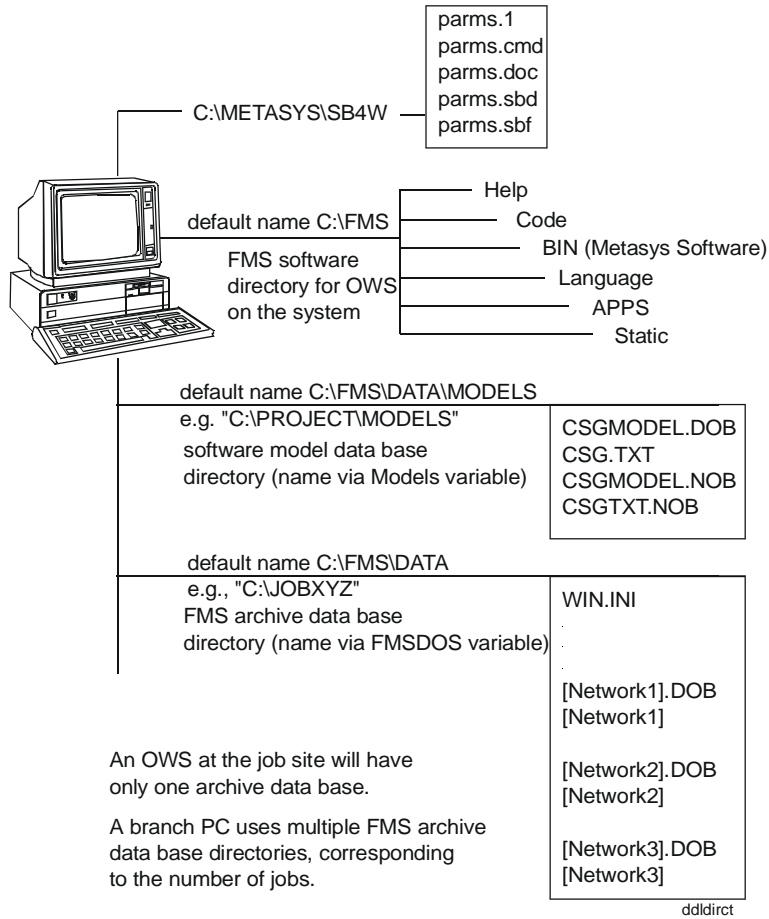 parms.1
parms.cmd
parms.doc
parms.sbd
parms.sbf
C:\METASYS\SB4W
default name C:\FMS
FMS software
directory for OWS
on the system
Help
Code
BIN (Metasys Software)
Language
APPS
Static
default name C:\FMS\DATA\MODELS
e.g. "C:\PROJECT\MODELS"
software model data base
directory (name via Models variable)
CSGMODEL.DOB
CSG.TXT
CSGMODEL.NOB
CSGTXT.NOB
default name C:\FMS\DATA
e.g., "C:\JOBXYZ"
FMS archive data base
directory (name via FMSDOS variable)
WIN.INI
.
.
.
[Network1].DOB
[Network1]
[Network2].DOB
[Network2]
[Network3].DOB
[Network3]
An OWS at the job site will have
only one archive data base.
A branch PC uses multiple FMS archive
data base directories, corresponding
to the number of jobs.
ddldirct